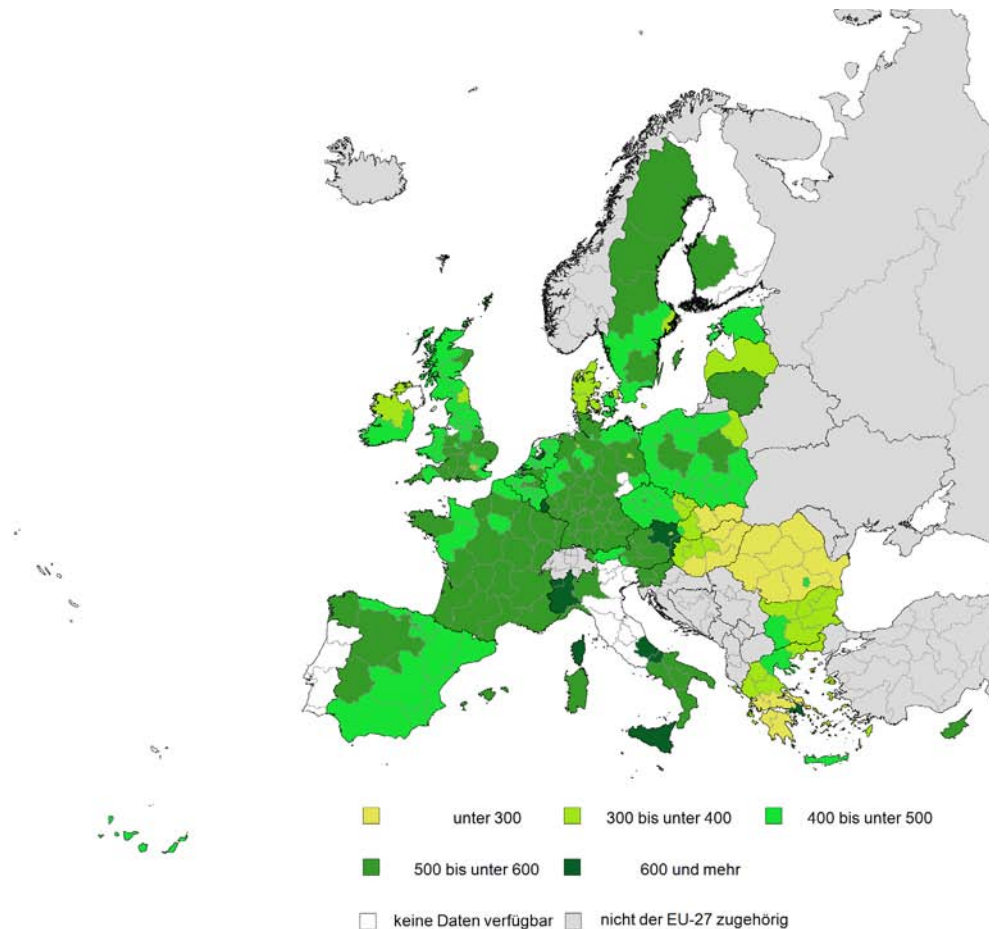 unter 300 300 bis unter 400 400 bis unter 500
500 bis unter 600 600 und mehr
keine Daten verfügbar nicht der EU-27 zugehörig